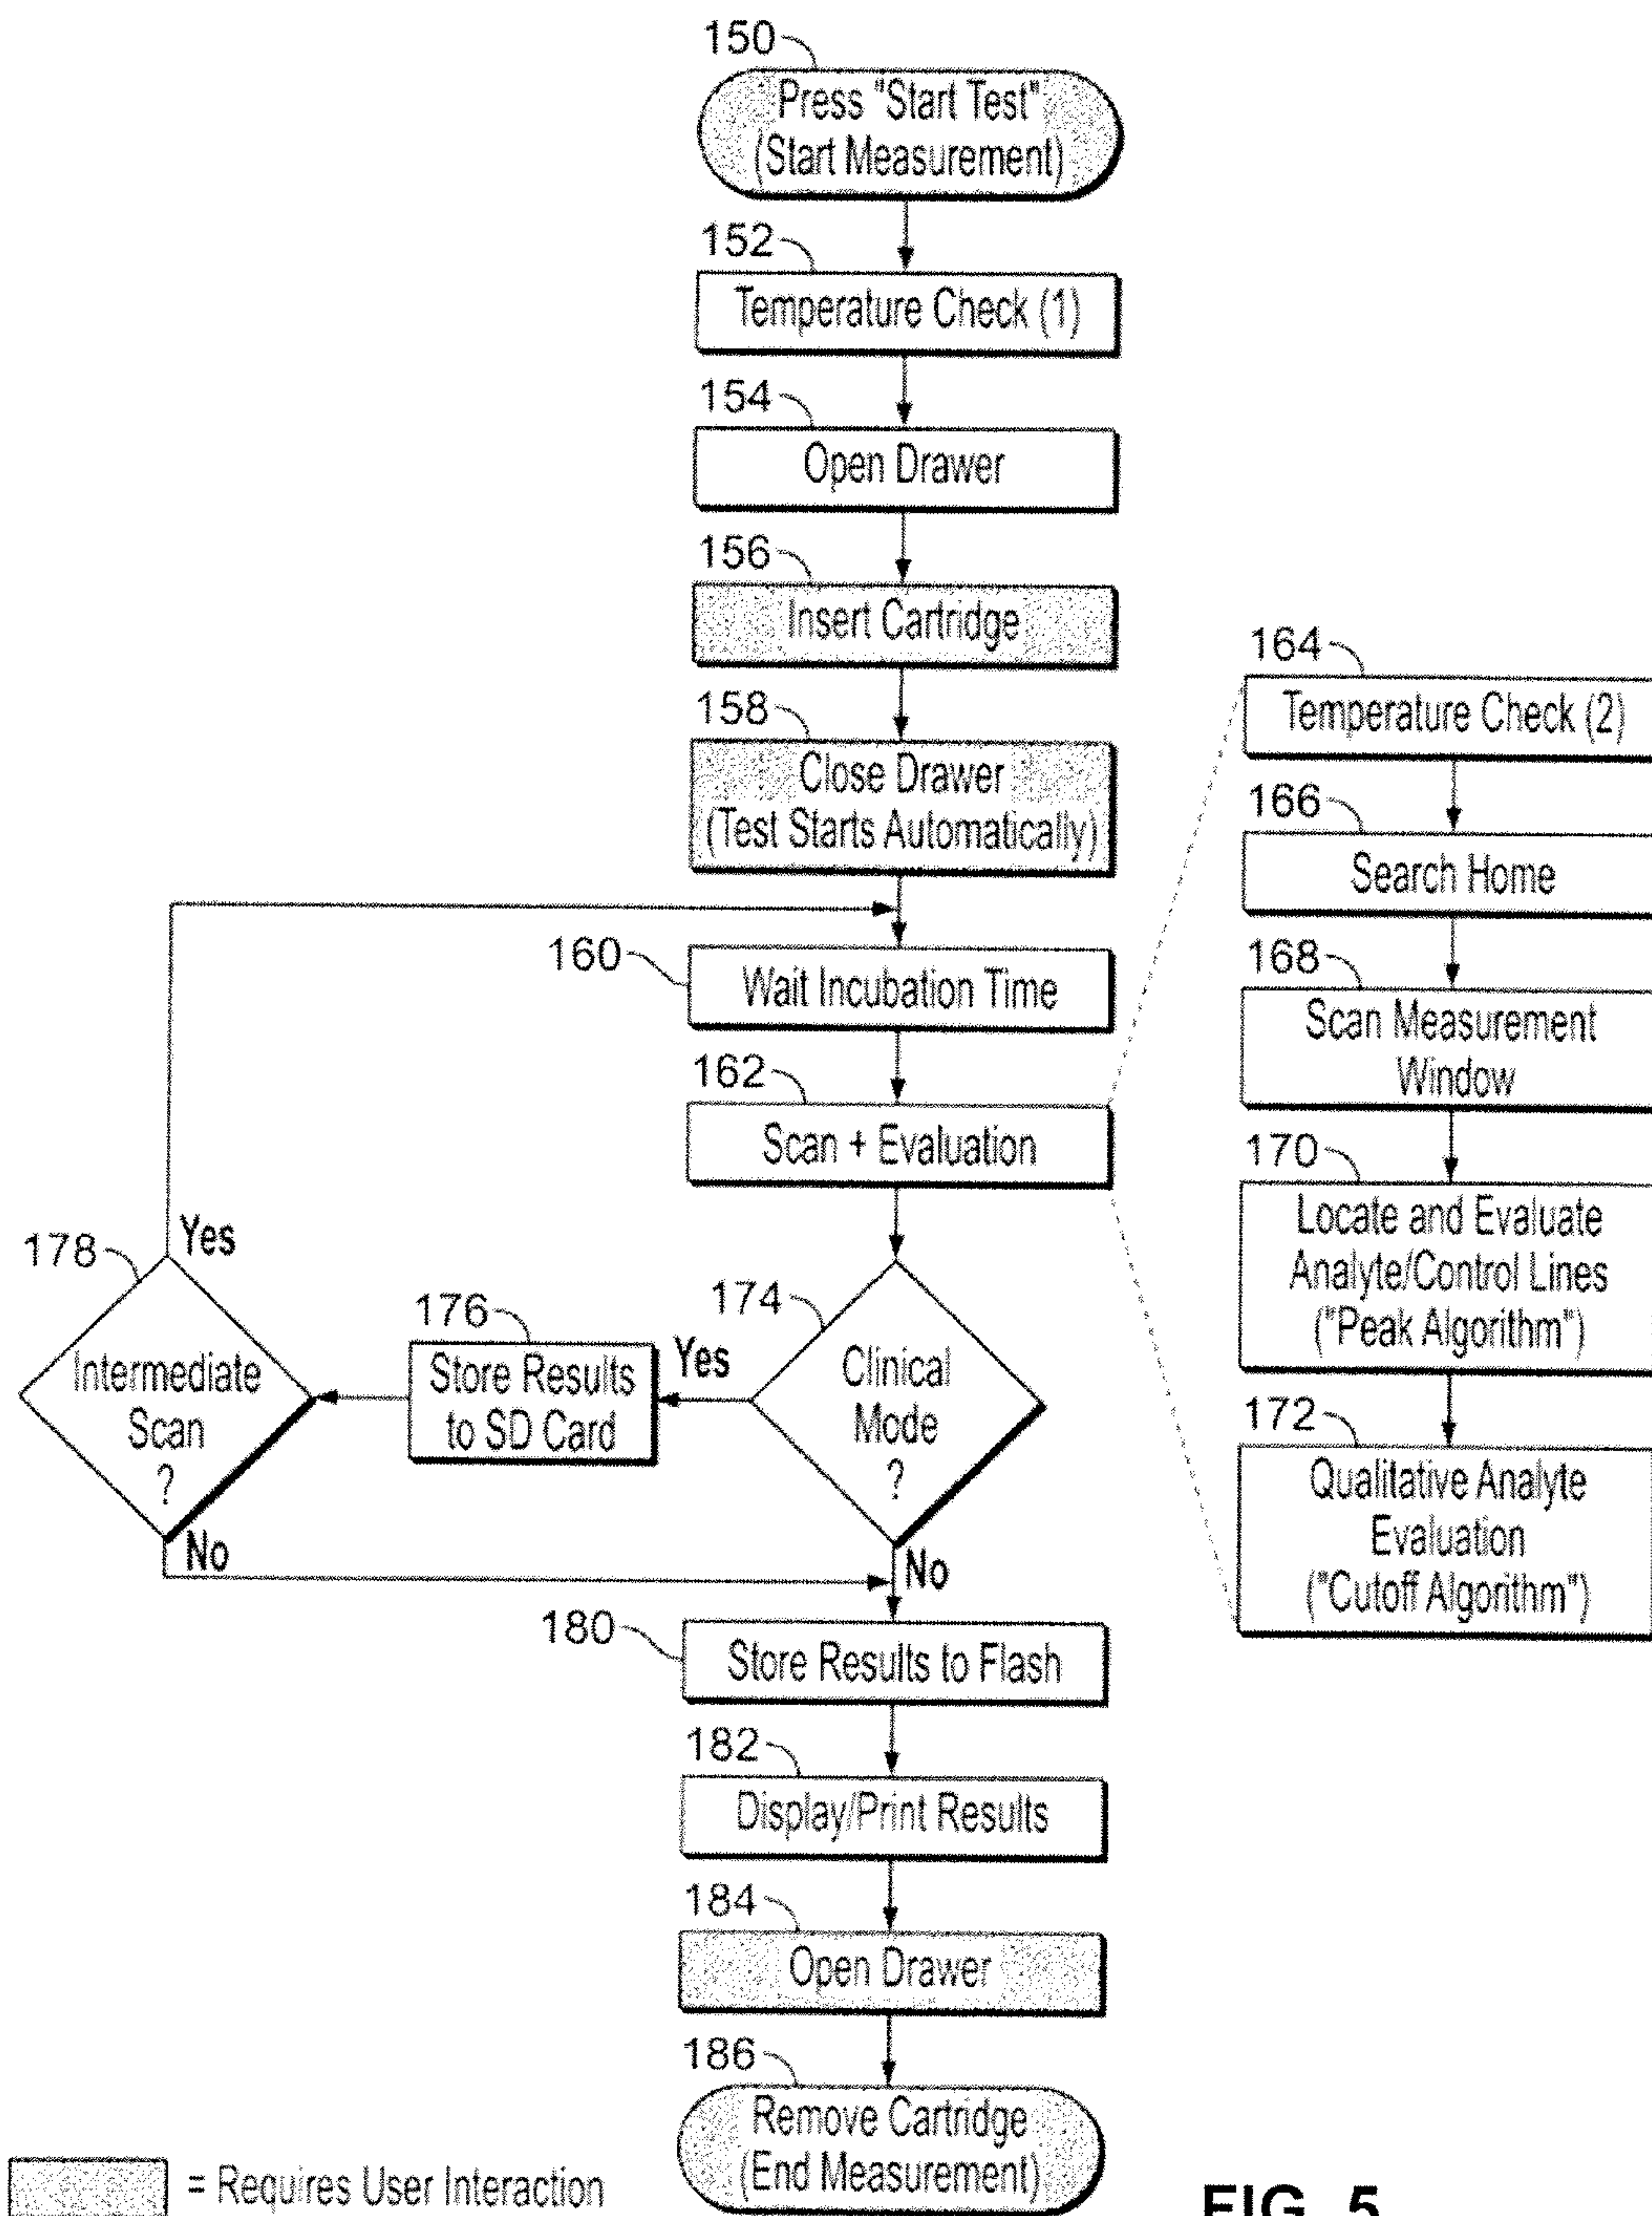 150
Press "Start Test"
(Start Measurement)
152
Temperature Check (1)
154
Open Drawer
156
Insert Cartridge
158
Close Drawer
(Test Starts Automatically)
160
Wait Incubation Time
162
Scan + Evaluation
164
Temperature Check (2)
166
Search Home
168
Scan Measurement
Window
170
Locate and Evaluate
Analyte/Control Lines
("Peak Algorithm")
172
Qualitative Analyte
Evaluation
("Cutoff Algorithm")
174
Clinical
Mode
?
Yes
No
176
Store Results
to SD Card
178
Intermediate
Scan
?
Yes
No
180
Store Results to Flash
182
Display/Print Results
184
Open Drawer
186
Remove Cartridge
(End Measurement)
= Requires User Interaction
FIG. 5